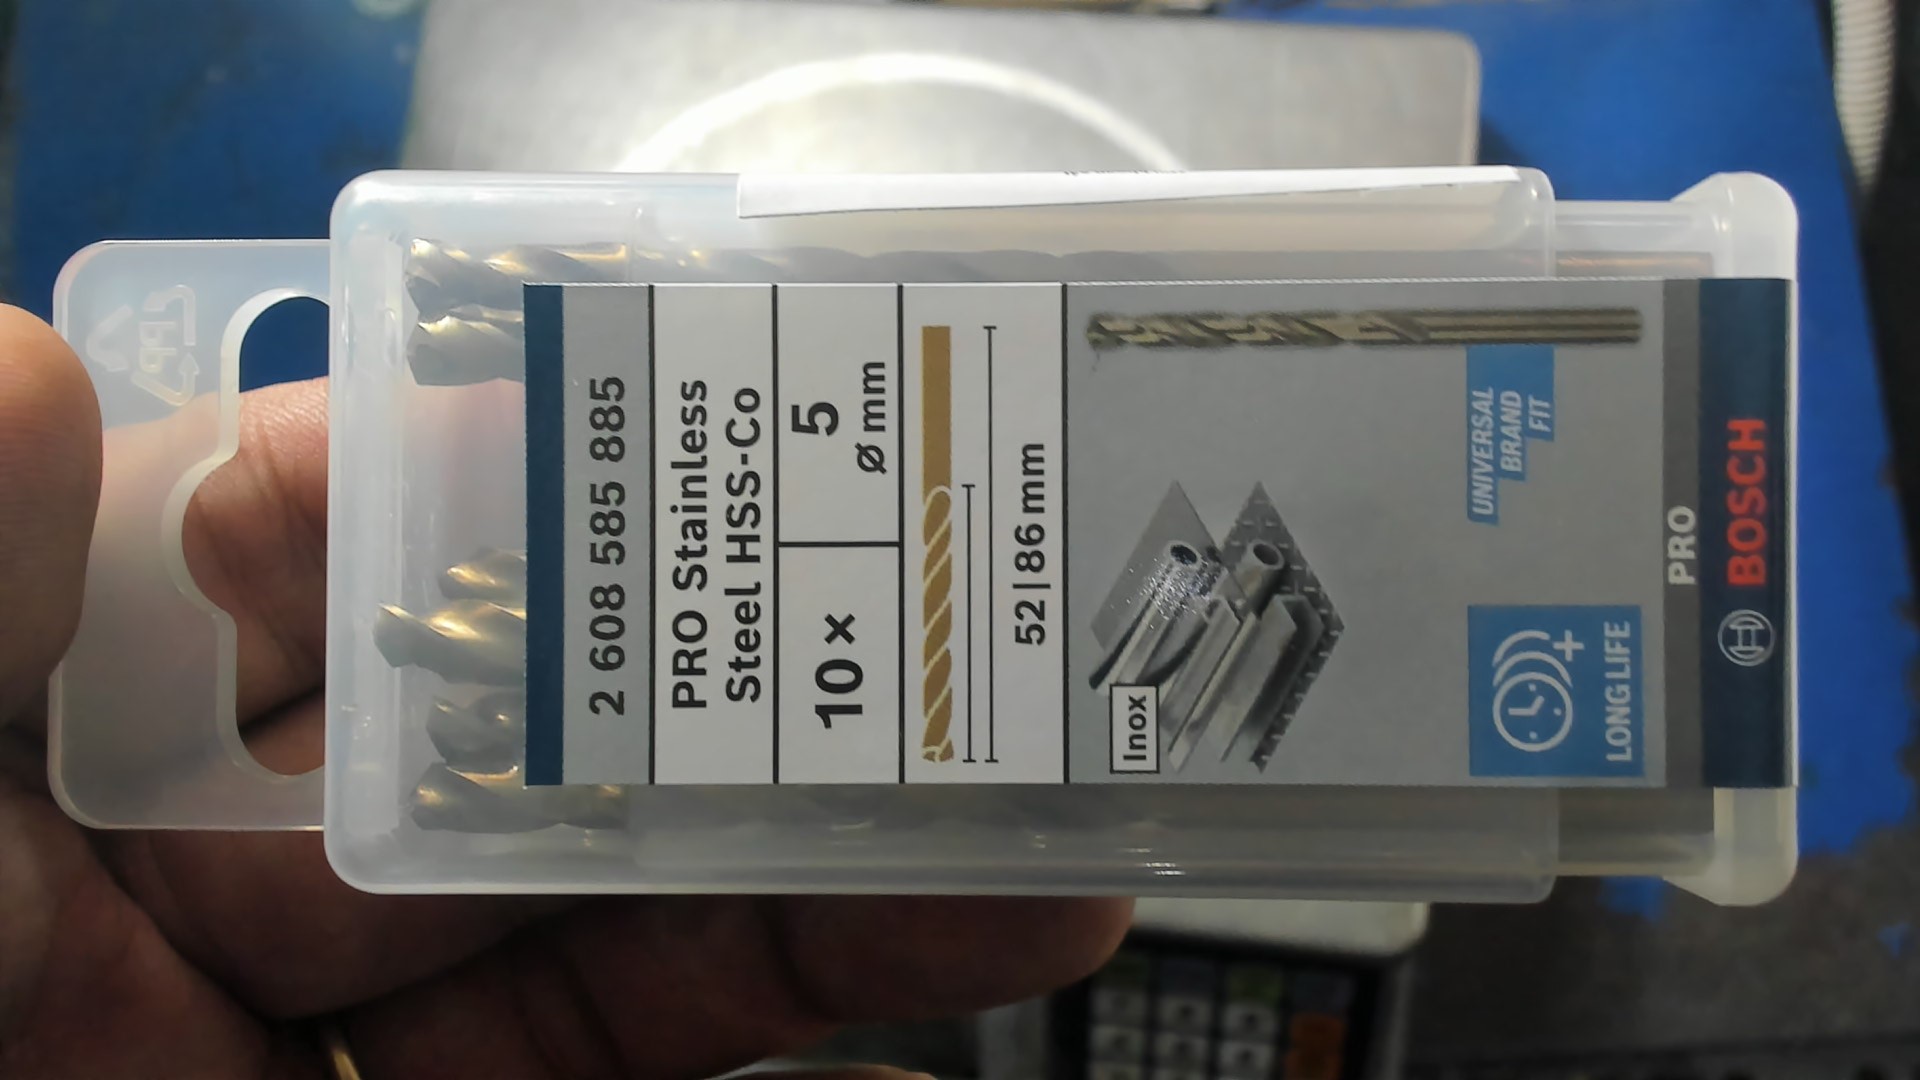 2 608 585 885
PRO Stainless
Steel HSS-Co
10 x
5
Ø mm
52|86 mm
Inox
UNIVERSAL
BRAND
FIT
LONG LIFE
PRO
BOSCH